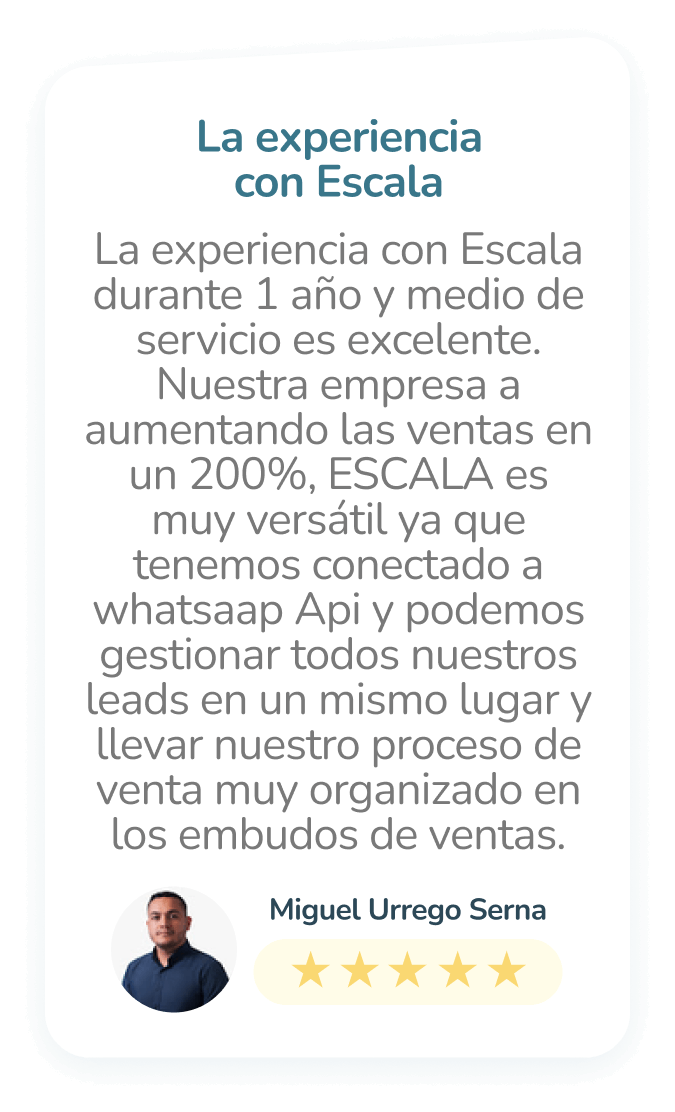 La experiencia
con Escala
La experiencia con Escala
durante 1 año y medio de
servicio es excelente.
Nuestra empresa a
aumentando las ventas en
un 200%, ESCALA es
muy versátil ya que
tenemos conectado a
whatsaap Api y podemos
gestionar todos nuestros
leads en un mismo lugar y
llevar nuestro proceso de
venta muy organizado en
los embudos de ventas.
Miguel Urrego Serna